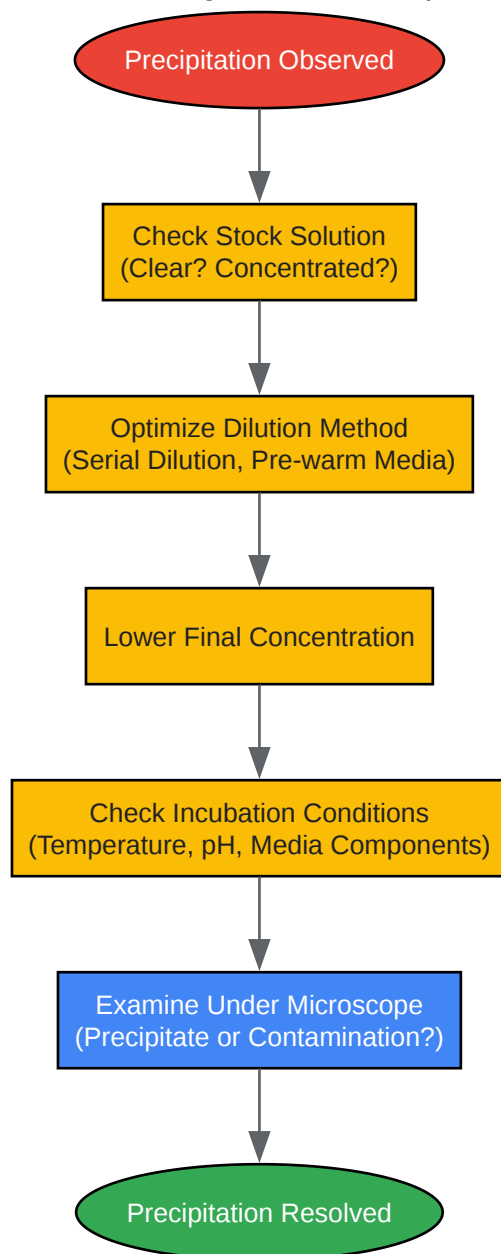 Precipitation Observed
Check Stock Solution
(Clear? Concentrated?)
Optimize Dilution Method
(Serial Dilution, Pre-warm Media)
Lower Final Concentration
Check Incubation Conditions
(Temperature, pH, Media Components)
Examine Under Microscope
(Precipitate or Contamination?)
Precipitation Resolved